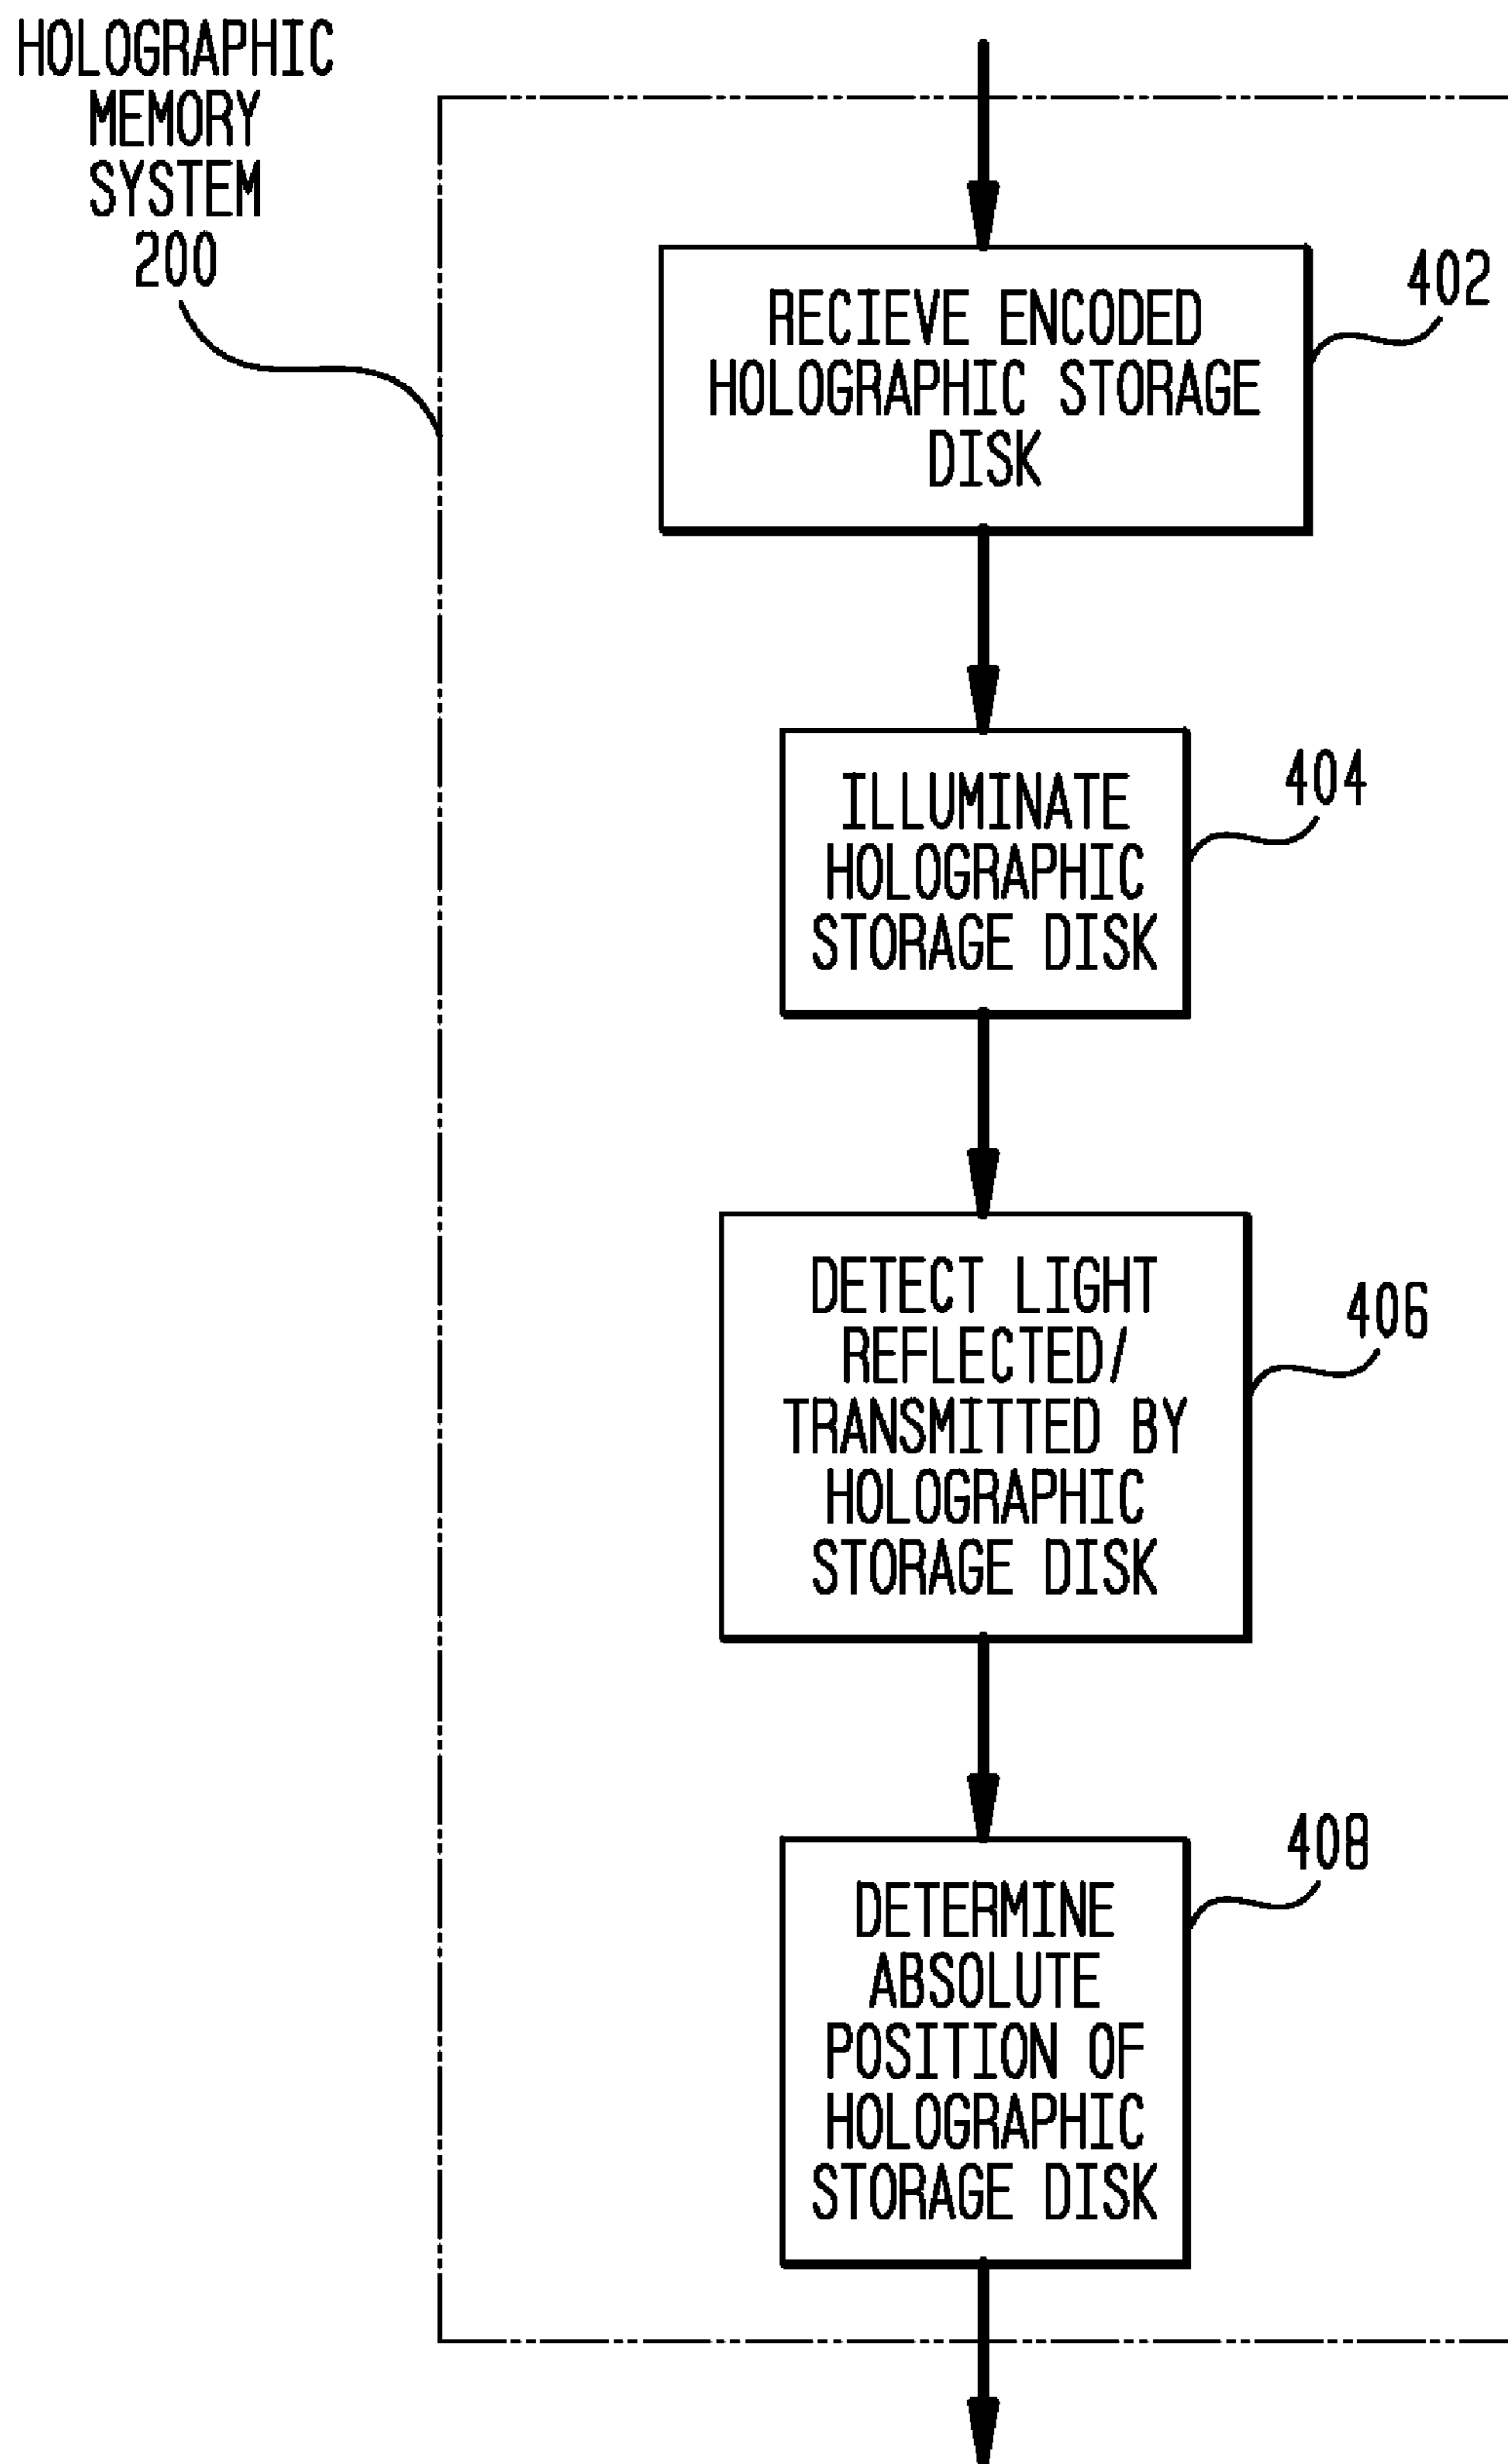 HOLOGRAPHIC
MEMORY
SYSTEM
200
RECIEVE ENCODED
HOLOGRAPHIC STORAGE
DISK
402
ILLUMINATE
HOLOGRAPHIC
STORAGE DISK
404
DETECT LIGHT
REFLECTED/
TRANSMITTED BY
HOLOGRAPHIC
STORAGE DISK
406
DETERMINE
ABSOLUTE
POSITION OF
HOLOGRAPHIC
STORAGE DISK
408